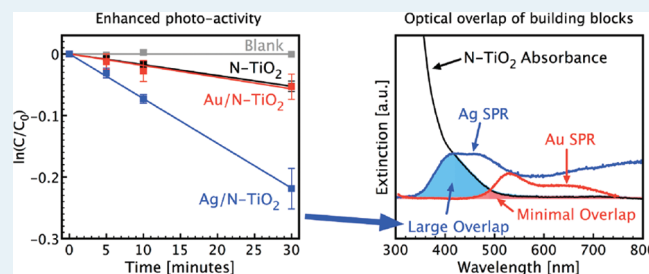 Enhanced photo-activity
Blank
N-TiO₂
Au/N-TiO₂
Ag/N-TiO₂
0
-0.1
-0.2
-0.3
ln(C/C₀)
0 5 10 15 20 25 30
Time [minutes]
Optical overlap of building blocks
N-TiO₂ Absorbance
Ag SPR
Au SPR
Large Overlap
Minimal Overlap
Extinction [a.u.]
300 400 500 600 700 800
Wavelength [nm]